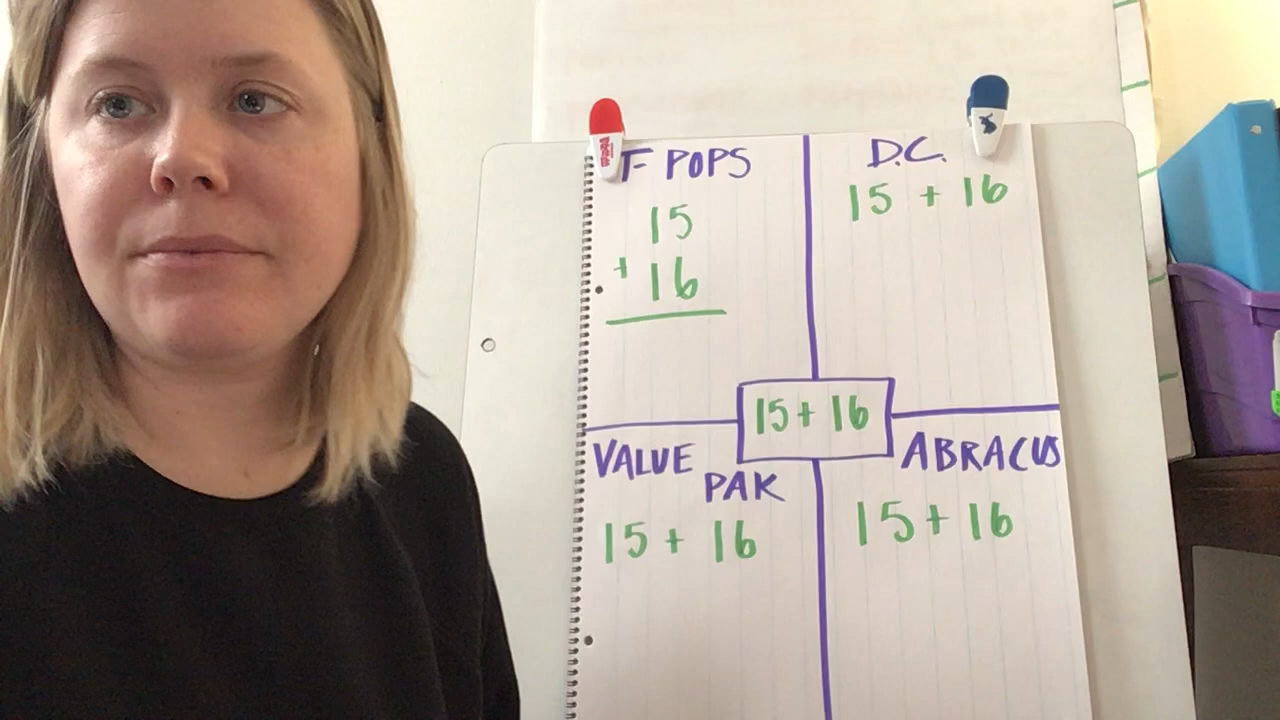 T- POPS
15
+ 16
D.C.
15 + 16
15 + 16
VALUE
PAK
15 + 16
ABRACUS
15 + 16